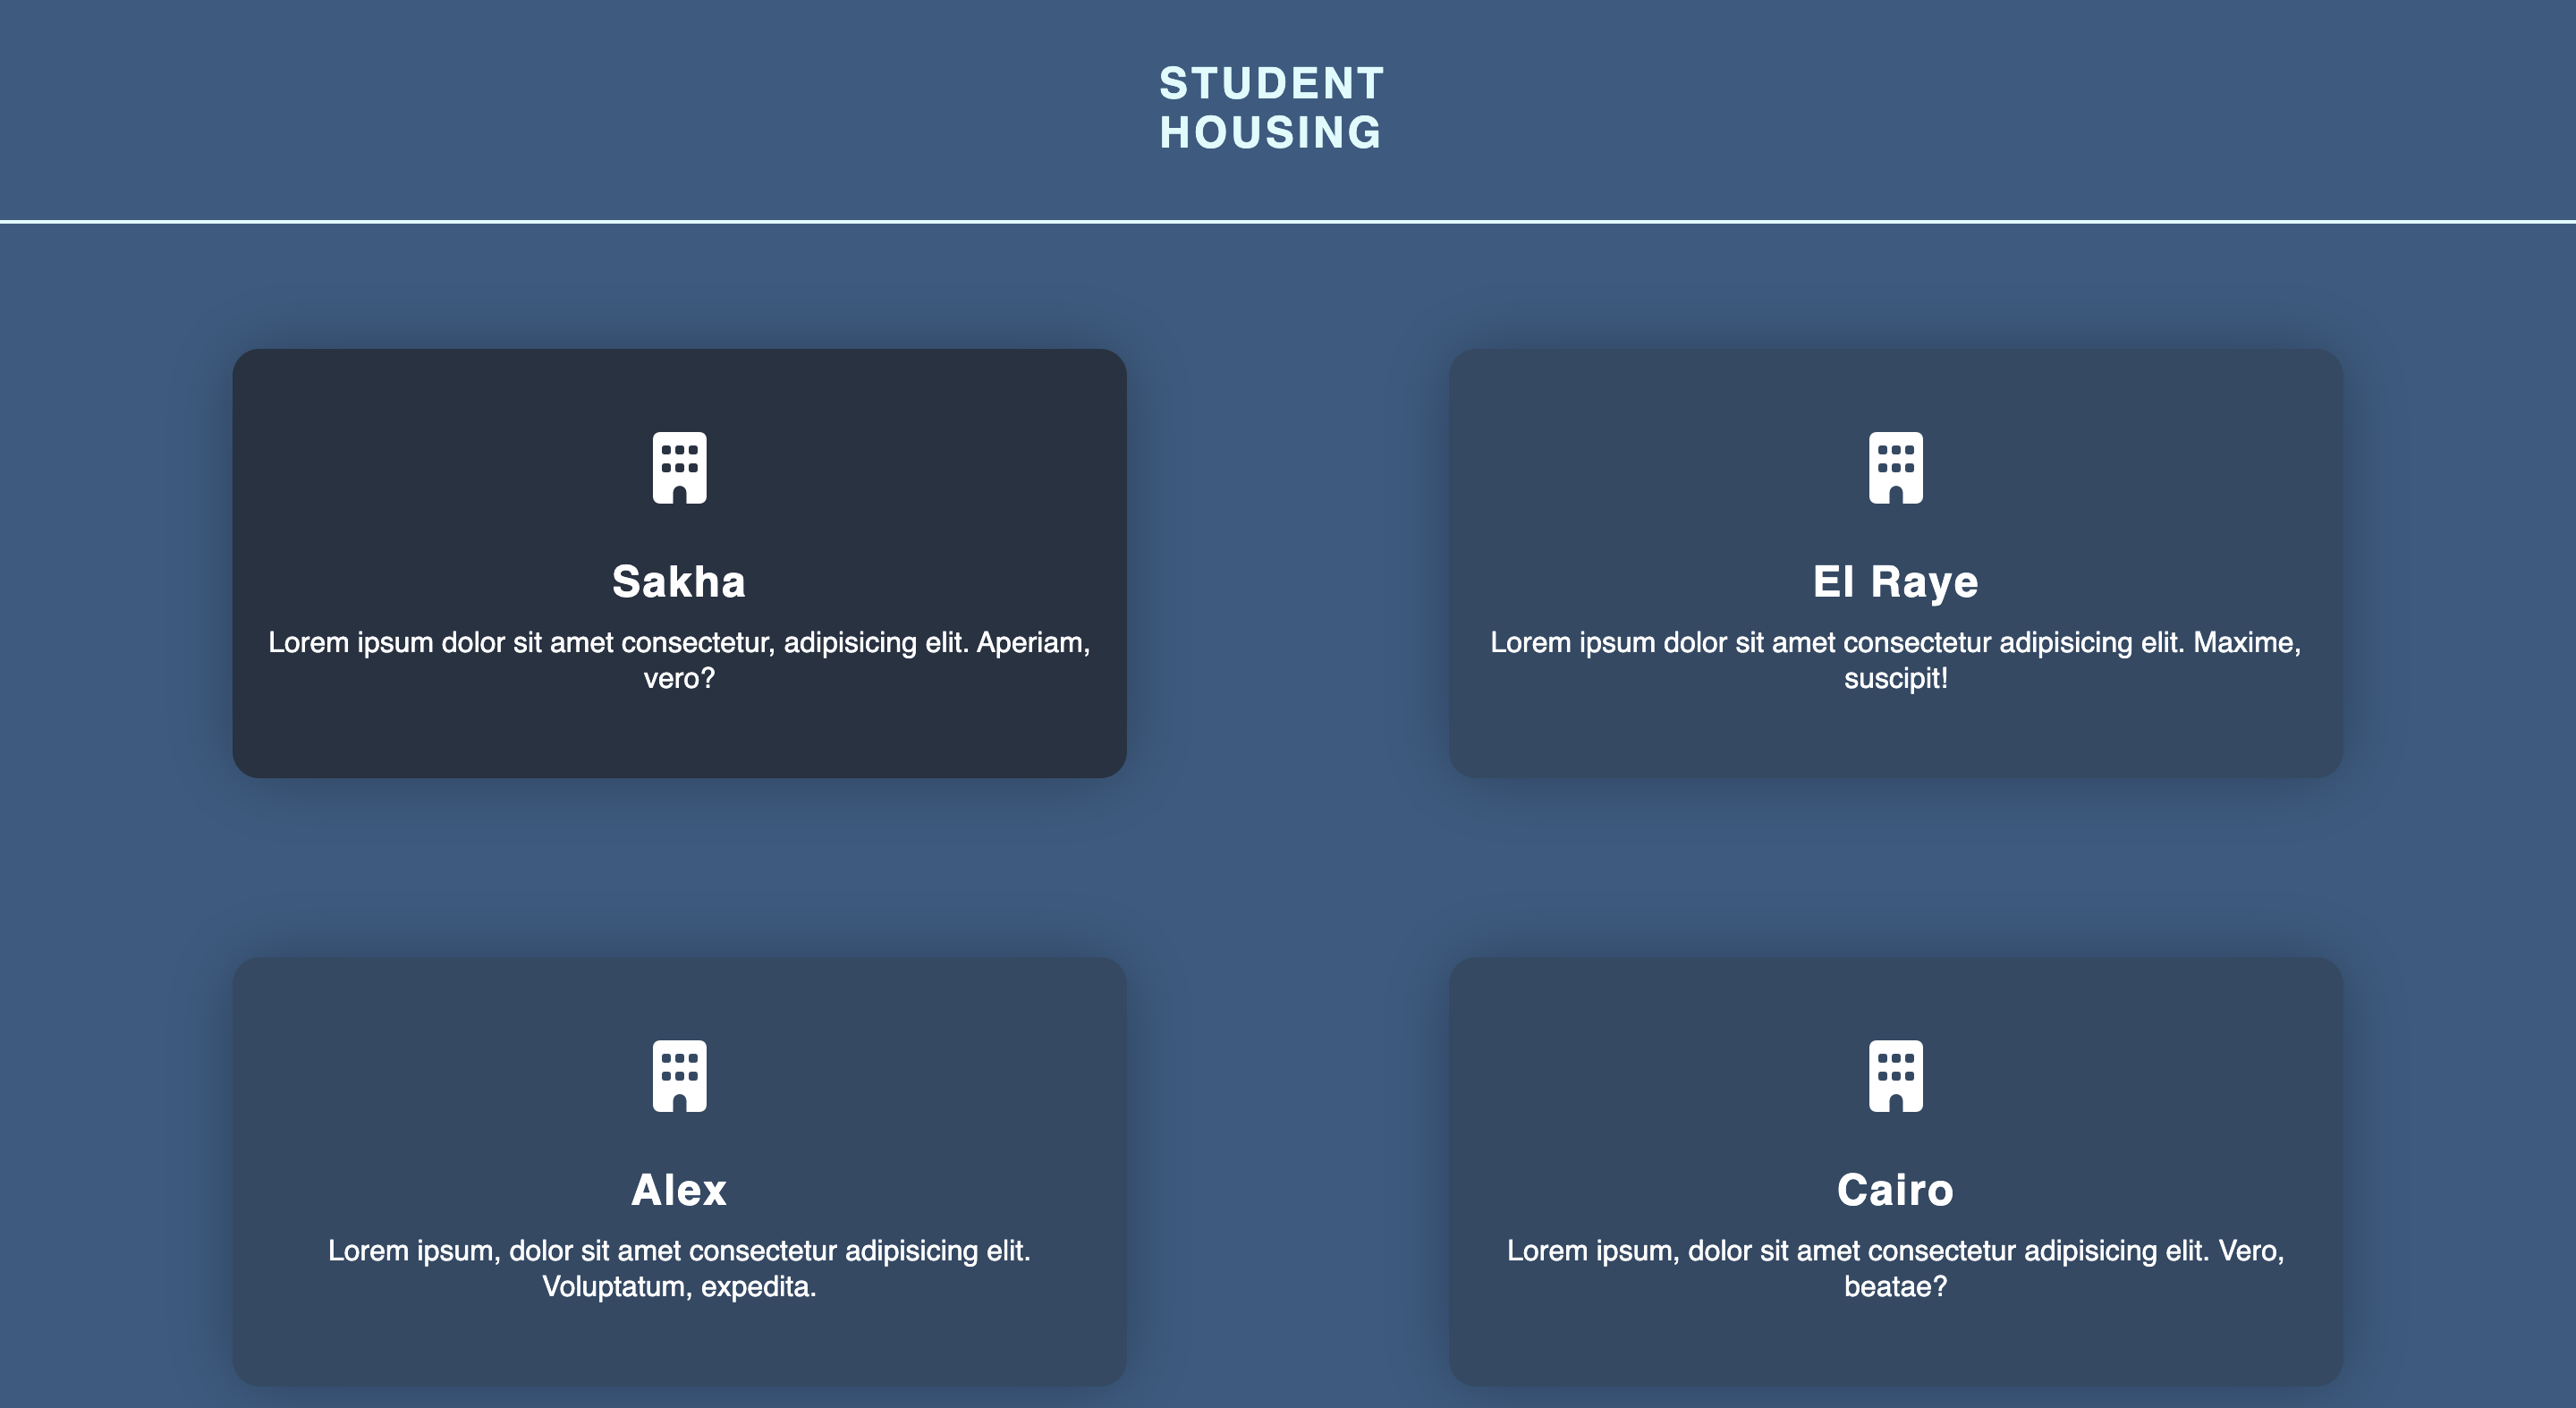 STUDENT
HOUSING
Sakha
Lorem ipsum dolor sit amet consectetur, adipisicing elit. Aperiam,
vero?
El Raye
Lorem ipsum dolor sit amet consectetur adipisicing elit. Maxime,
suscipit!
Alex
Lorem ipsum, dolor sit amet consectetur adipisicing elit.
Voluptatum, expedita.
Cairo
Lorem ipsum, dolor sit amet consectetur adipisicing elit. Vero,
beatae?